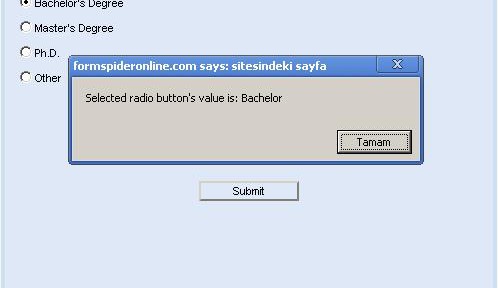 Bachelor's Degree
Master's Degree
Ph.D.
formspideronline.com says: sitesindeki sayfa
Other
Selected radio button's value is: Bachelor
Tamam
Submit